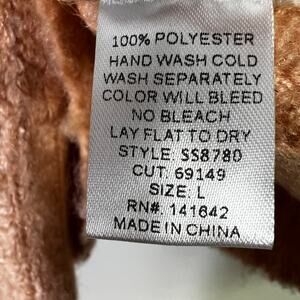 100% POLYESTER
HAND WASH COLD
WASH SEPARATELY
COLOR WILL BLEED
NO BLEACH
LAY FLAT TO DRY
STYLE: SS8780
CUT: 69149
SIZE: L
RN#: 141642
MADE IN CHINA